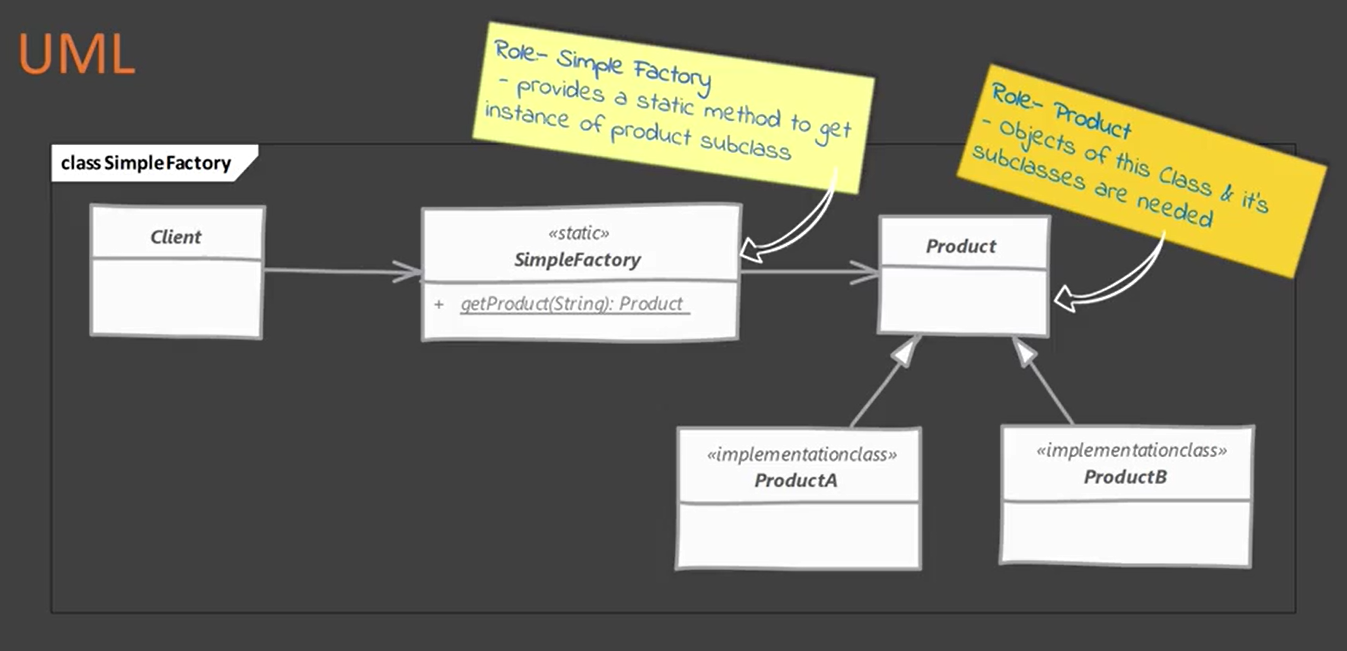 UML
Role- Simple Factory
- provides a static method to get
instance of product subclass
Role- Product
- Objects of this Class & it's
subclasses are needed
class SimpleFactory
Client
«static»
SimpleFactory
+ getProduct(String): Product
Product
«implementationclass»
ProductA
«implementationclass»
ProductB